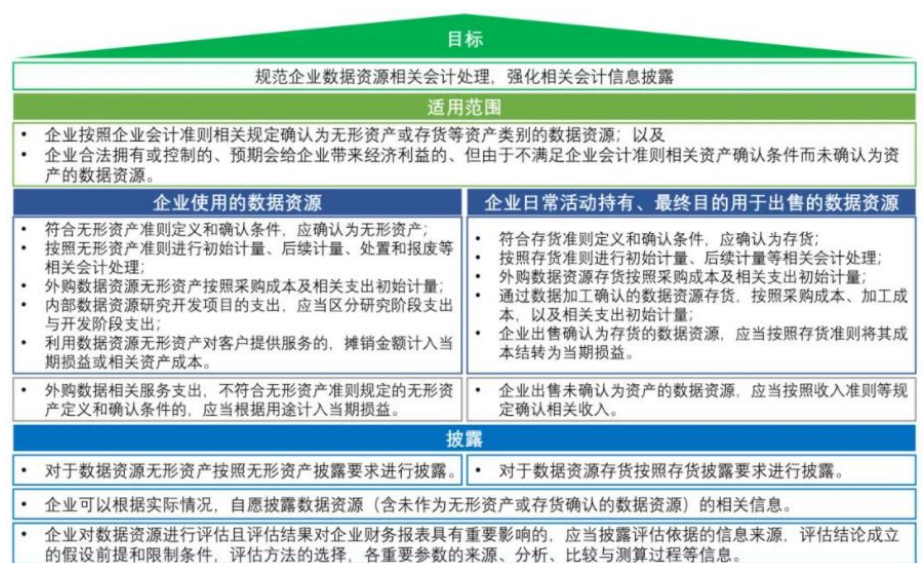 目标
规范企业数据资源相关会计处理，强化相关会计信息披露
适用范围
• 企业按照企业会计准则相关规定确认为无形资产或存货等资产类别的数据资源；以及
• 企业合法拥有或控制的、预期会给企业带来经济利益的、但由于不满足企业会计准则相关资产确认条件而未确认为资
产的数据资源。
企业使用的数据资源
• 符合无形资产准则定义和确认条件，应确认为无形资产；
• 按照无形资产准则进行初始计量、后续计量、处置和报废等
相关会计处理；
• 外购数据资源无形资产按照采购成本及相关支出初始计量；
• 内部数据资源研究开发项目的支出，应当区分研究阶段支出
与开发阶段支出；
• 利用数据资源无形资产对客户提供服务的，摊销金额计入当
期损益或相关资产成本。
• 外购数据相关服务支出，不符合无形资产准则规定的无形资
产定义和确认条件的，应当根据用途计入当期损益。
企业日常活动持有、最终目的用于出售的数据资源
• 符合存货准则定义和确认条件，应确认为存货；
• 按照存货准则进行初始计量、后续计量等相关会计处理；
• 外购数据资源存货按照采购成本及相关支出初始计量；
• 通过数据加工确认的数据资源存货，按照采购成本、加工成
本，以及相关支出初始计量；
• 企业出售确认为存货的数据资源，应当按照存货准则将其成
本结转为当期损益。
• 企业出售未确认为资产的数据资源，应当按照收入准则等规
定确认相关收入。
披露
• 对于数据资源无形资产按照无形资产披露要求进行披露。
• 对于数据资源存货按照存货披露要求进行披露。
• 企业可以根据实际情况，自愿披露数据资源（含未作为无形资产或存货确认的数据资源）的相关信息。
• 企业对数据资源进行评估且评估结果对企业财务报表具有重要影响的，应当披露评估依据的信息来源，评估结论成立
的假设前提和限制条件，评估方法的选择，各重要参数的来源、分析、比较与测算过程等信息。